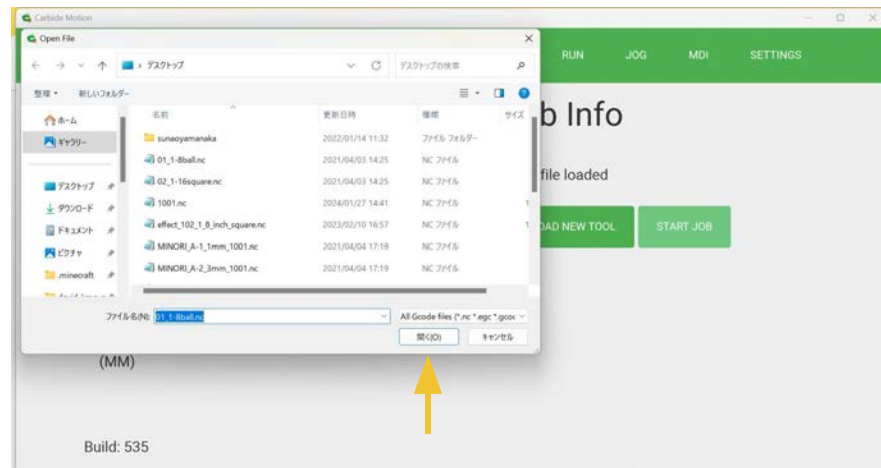 Carbide Motion
Open File
RUN
JOG
MDI
SETTINGS
デスクトップ
デスクトップの検索
整理
新しいフォルダー
ホーム
ギャラリー
デスクトップ
ダウンロード
ドキュメント
ピクチャ
.minecraft
名前 更新日時 種類 サイズ
sunaoyamanaka 2022/01/14 11:32 ファイル フォルダー
01_1-8ball.nc 2021/04/03 14:25 NC ファイル
02_1-16square.nc 2021/04/03 14:25 NC ファイル
1001.nc 2024/01/27 14:41 NC ファイル 1
effect_102_1_8_inch_square.nc 2023/02/10 16:57 NC ファイル 1
MINORI_A-1_1mm_1001.nc 2021/04/04 17:19 NC ファイル
MINORI_A-2_3mm_1001.nc 2021/04/04 17:19 NC ファイル
ファイル名(N): 01_1-8ball.nc
All Gcode files (*.nc *.egc *.gcoc
開く(O) キャンセル
b Info
file loaded
OAD NEW TOOL
START JOB
(MM)
Build: 535